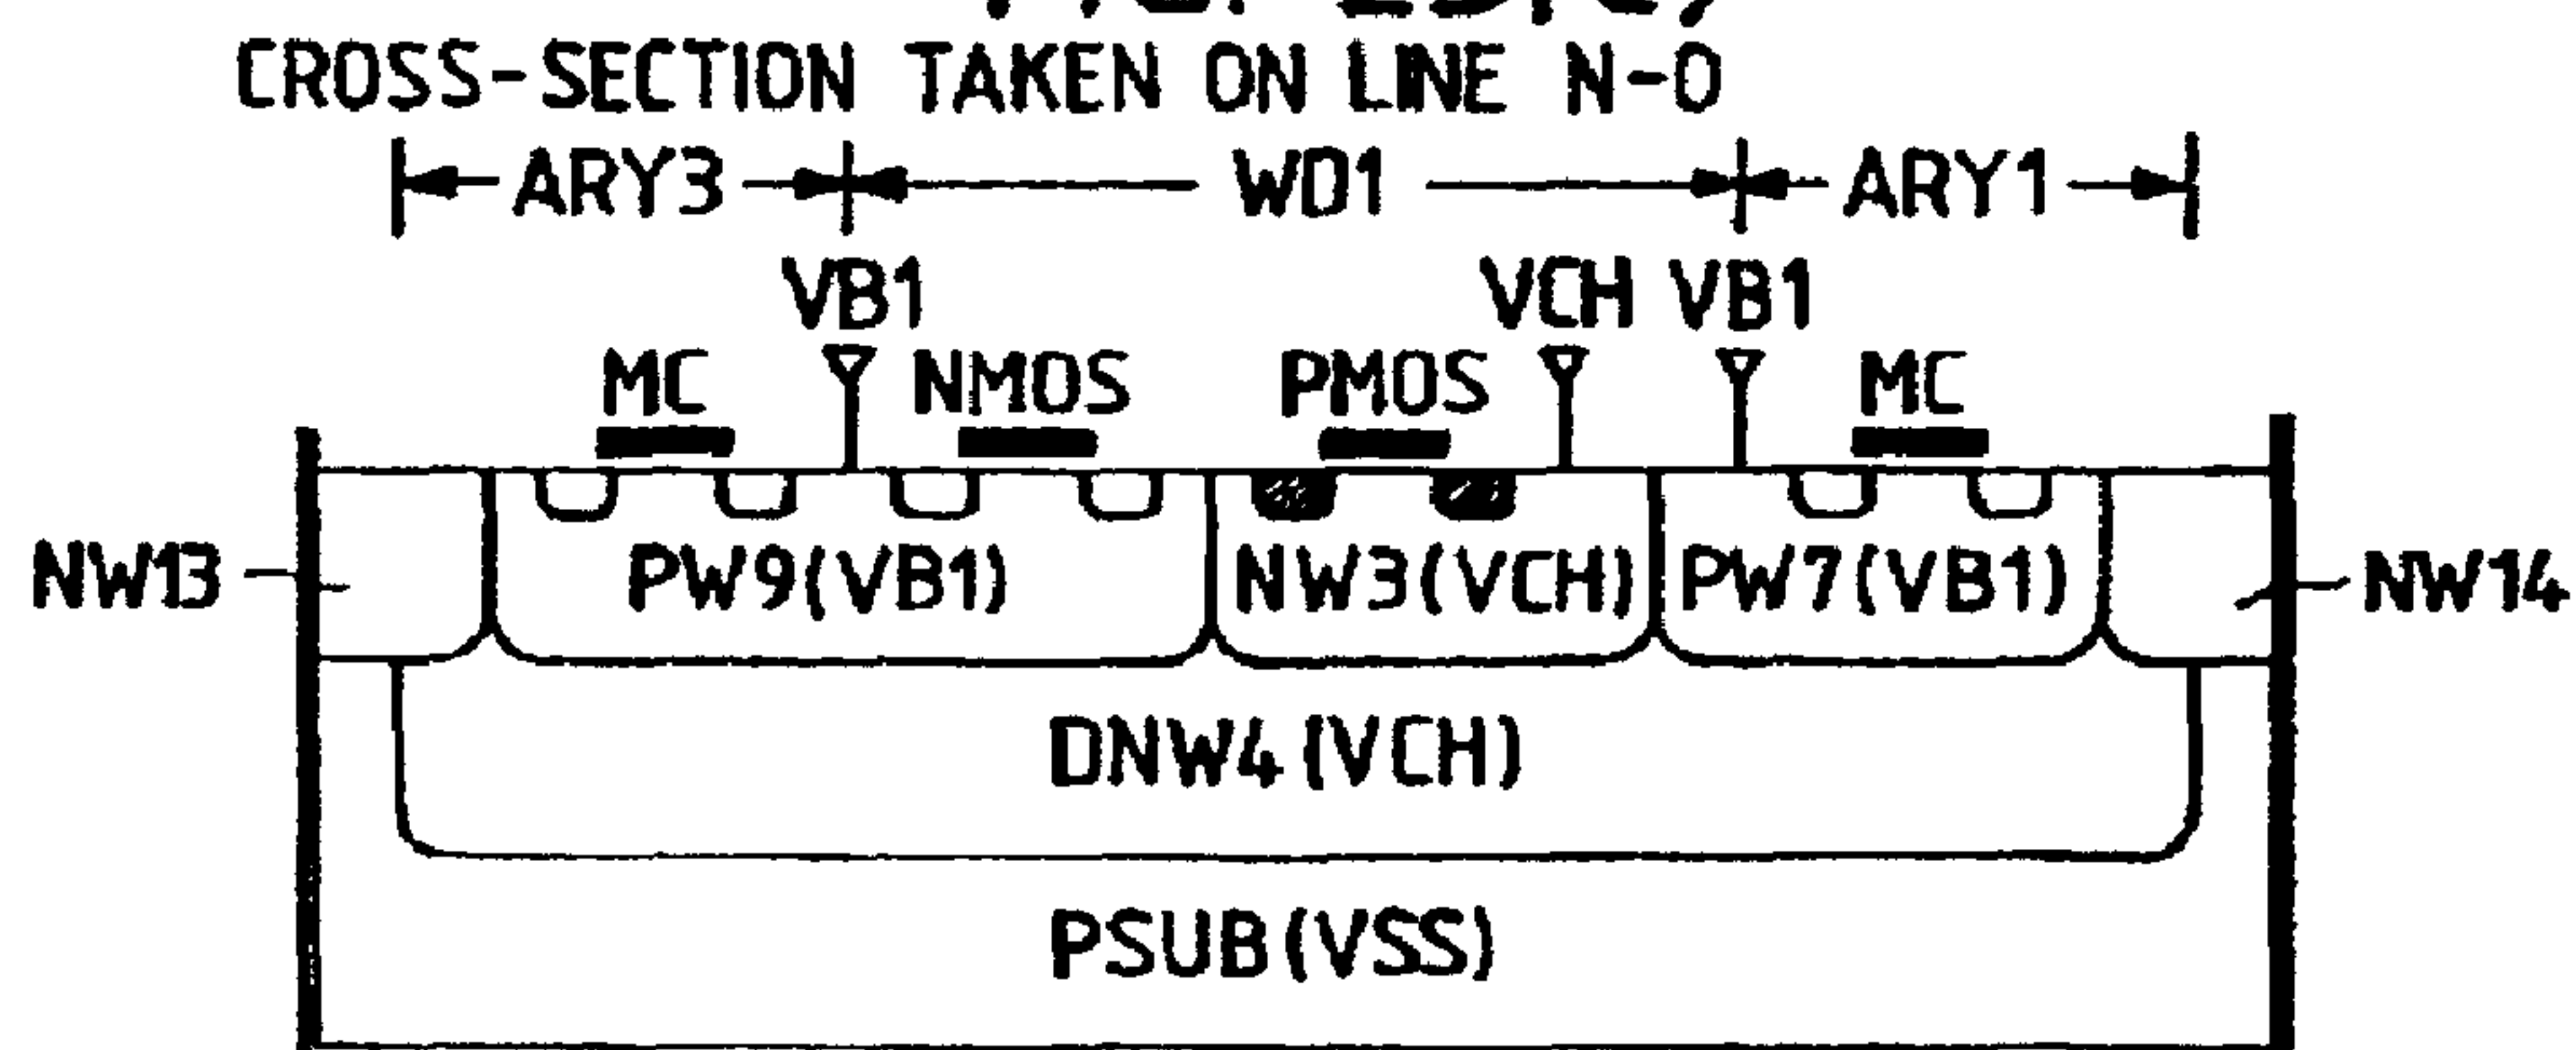 CROSS-SECTION TAKEN ON LINE N-O
ARY3 WD1 ARY1
VB1 VCH VB1
MC NMOS PMOS MC
NW13 PW9(VB1) NW3(VCH) PW7(VB1) NW14
DNW4(VCH)
PSUB(VSS)